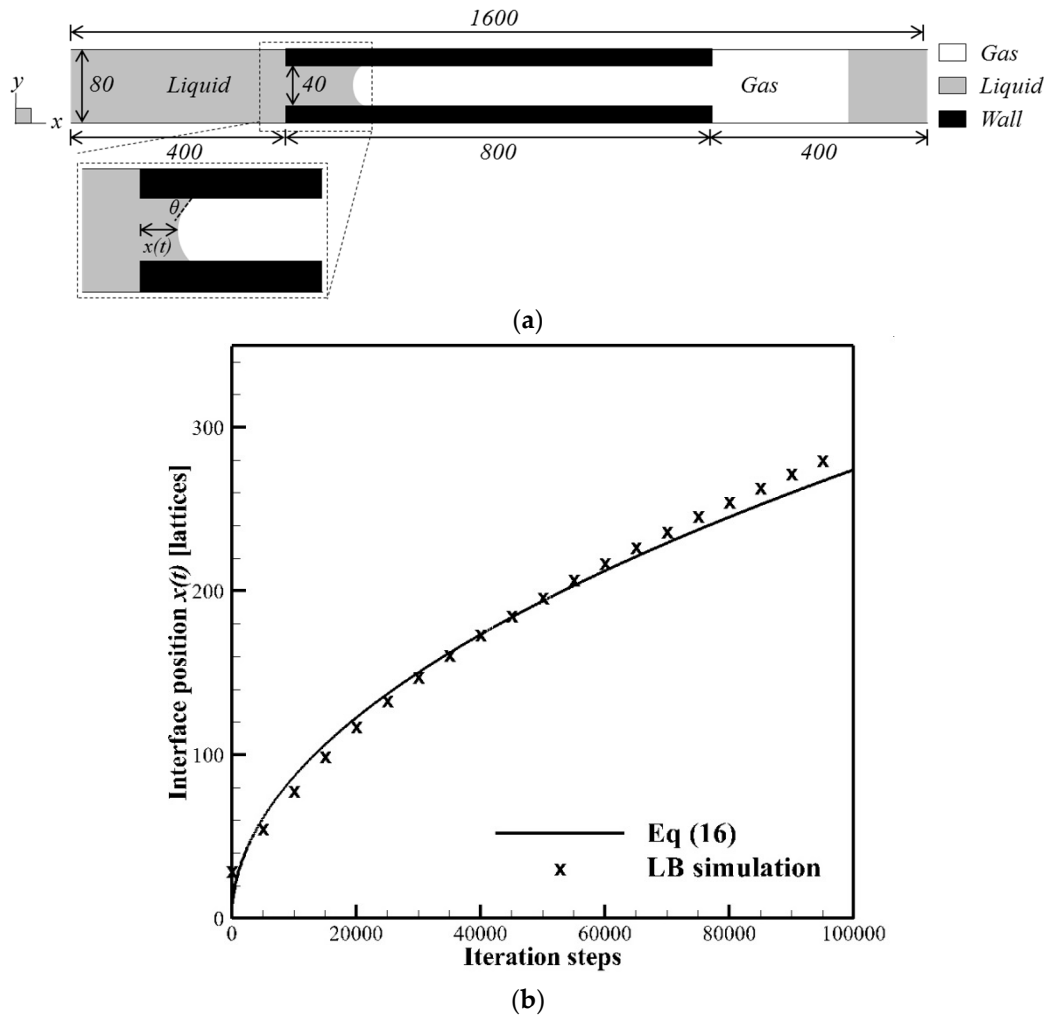 1600
80
Liquid
40
Gas
Gas
Liquid
Wall
y
x
400
800
400
θ
x(t)
(a)
Interface position x(t) [lattices]
300
200
100
0
Eq (16)
LB simulation
0 20000 40000 60000 80000 100000
Iteration steps
(b)